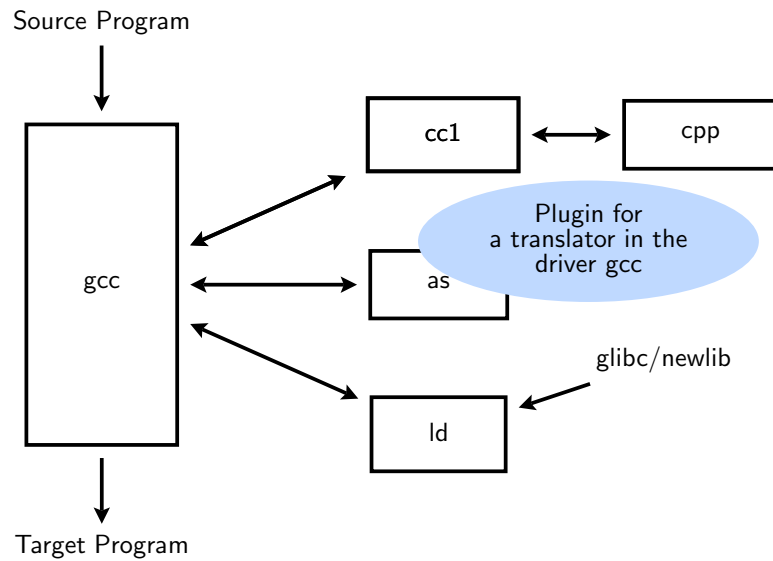 Source Program
cc1
cpp
Plugin for
a translator in the
driver gcc
gcc
as
glibc/newlib
ld
Target Program